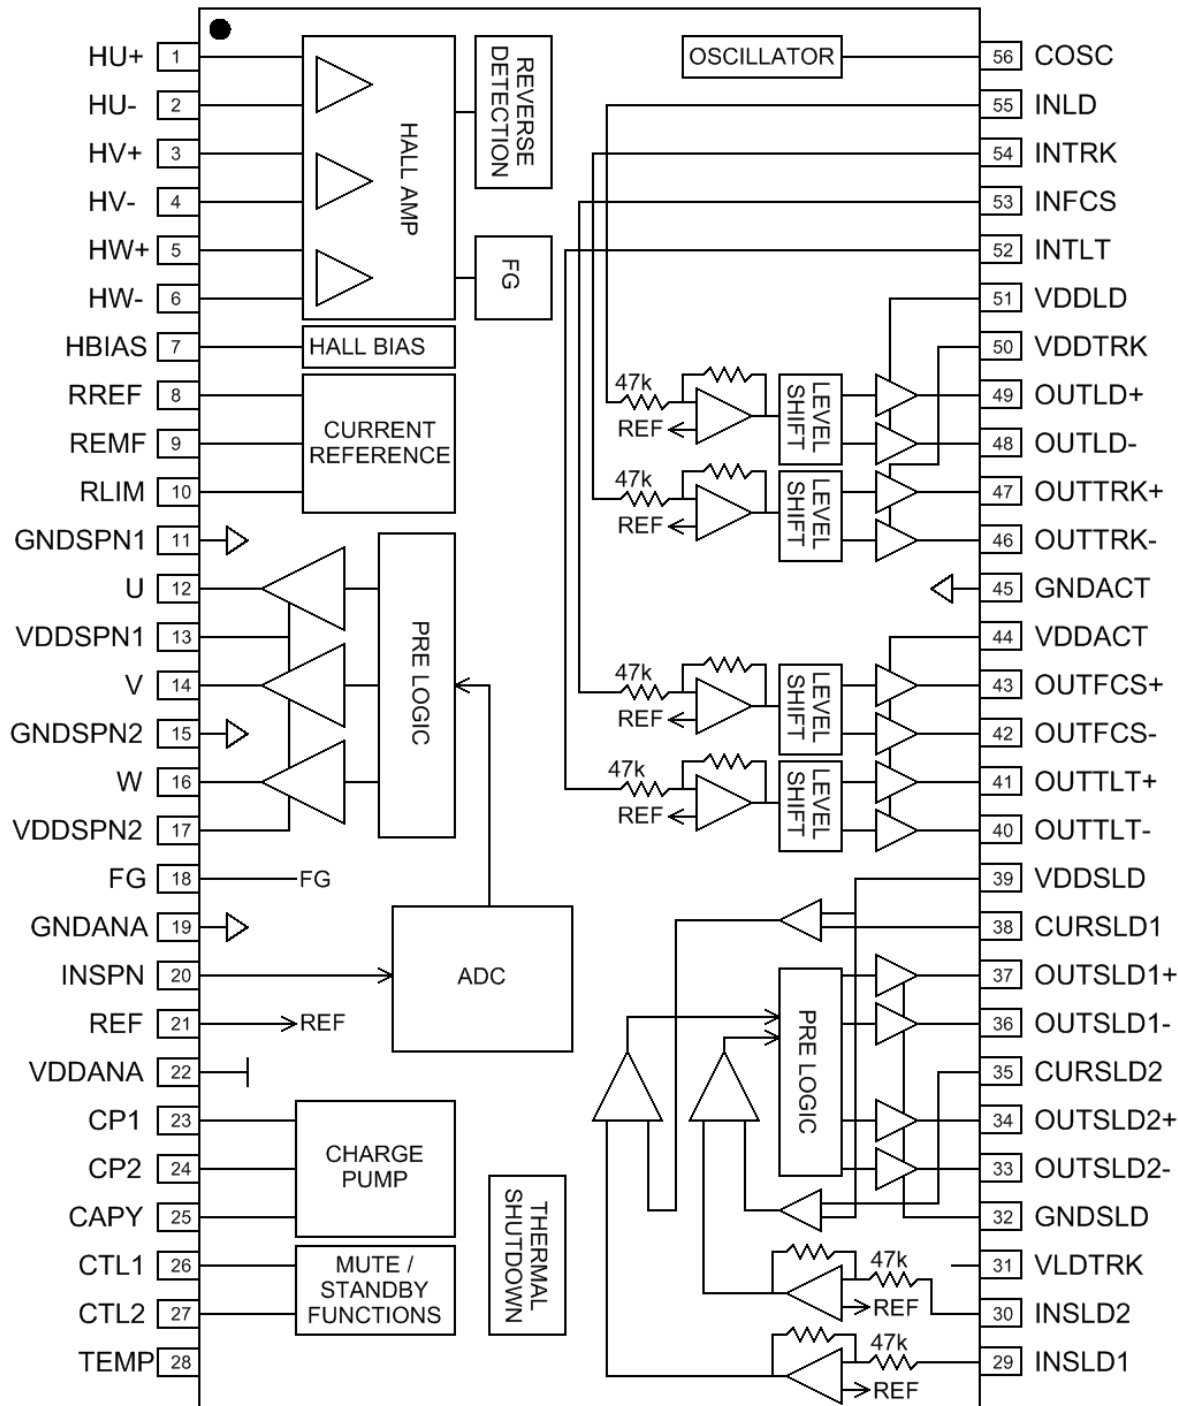 HU+ 1
HU- 2
HV+ 3
HV- 4
HW+ 5
HW- 6
HBIAS 7
RREF 8
REMF 9
RLIM 10
GNDSPN1 11
U 12
VDDSPN1 13
V 14
GNDSPN2 15
W 16
VDDSPN2 17
FG 18
GNDANA 19
INSPN 20
REF 21
VDDANA 22
CP1 23
CP2 24
CAPY 25
CTL1 26
CTL2 27
TEMP 28
HALL AMP
REVERSE
DETECTION
FG
HALL BIAS
CURRENT
REFERENCE
PRE LOGIC
FG
ADC
REF
CHARGE
PUMP
MUTE /
STANDBY
FUNCTIONS
THERMAL
SHUTDOWN
OSCILLATOR
47k
REF
LEVEL
SHIFT
47k
REF
LEVEL
SHIFT
47k
REF
LEVEL
SHIFT
47k
REF
LEVEL
SHIFT
PRE LOGIC
47k
REF
47k
REF
56 COSC
55 INLD
54 INTRK
53 INFCS
52 INTLT
51 VDDLD
50 VDDTRK
49 OUTLD+
48 OUTLD-
47 OUTTRK+
46 OUTTRK-
45 GNDACT
44 VDDACT
43 OUTFCS+
42 OUTFCS-
41 OUTTLT+
40 OUTTLT-
39 VDDSLD
38 CURSLD1
37 OUTSLD1+
36 OUTSLD1-
35 CURSLD2
34 OUTSLD2+
33 OUTSLD2-
32 GNDSLD
31 VLDTRK
30 INSLD2
29 INSLD1